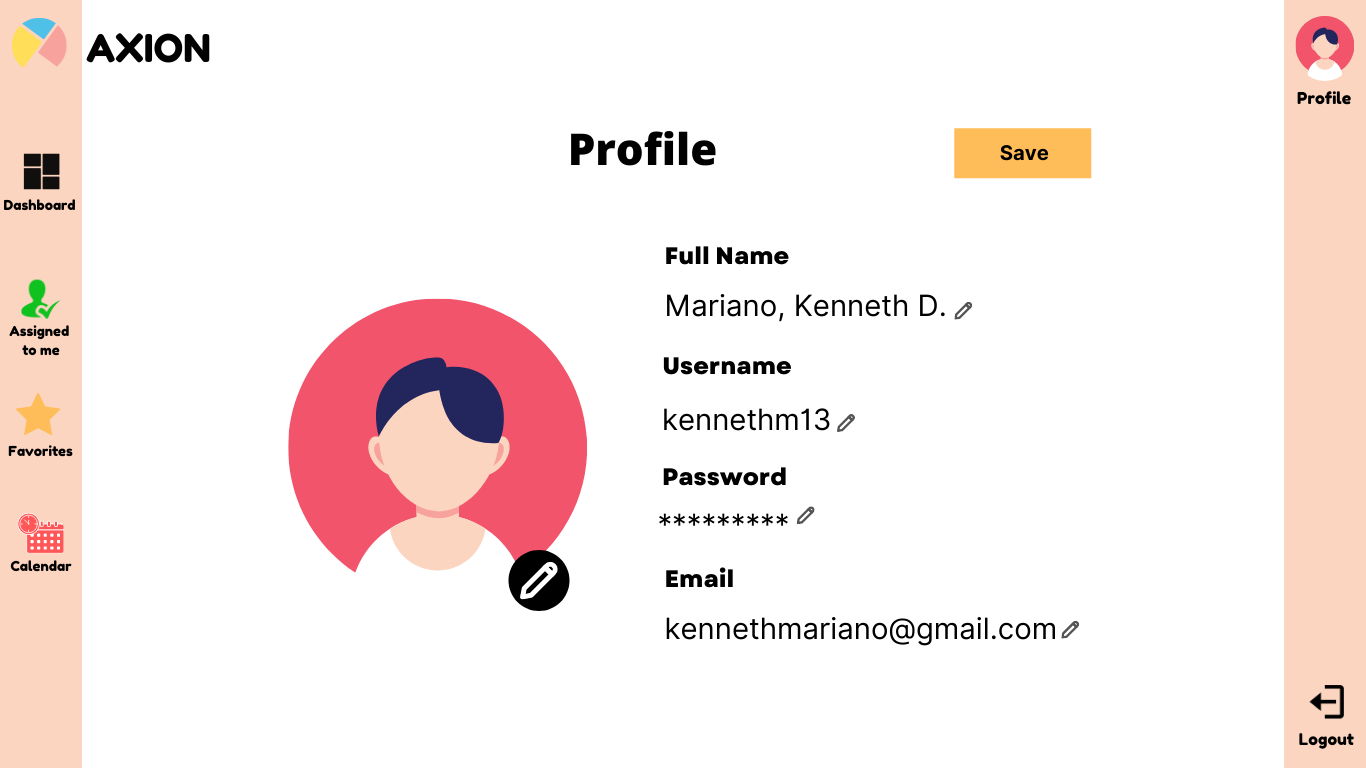 AXION
Profile
Dashboard
Assigned
to me
Favorites
Calendar
Profile
Save
Full Name
Mariano, Kenneth D.
Username
kennethm13
Password
*********
Email
kennethmariano@gmail.com
Logout